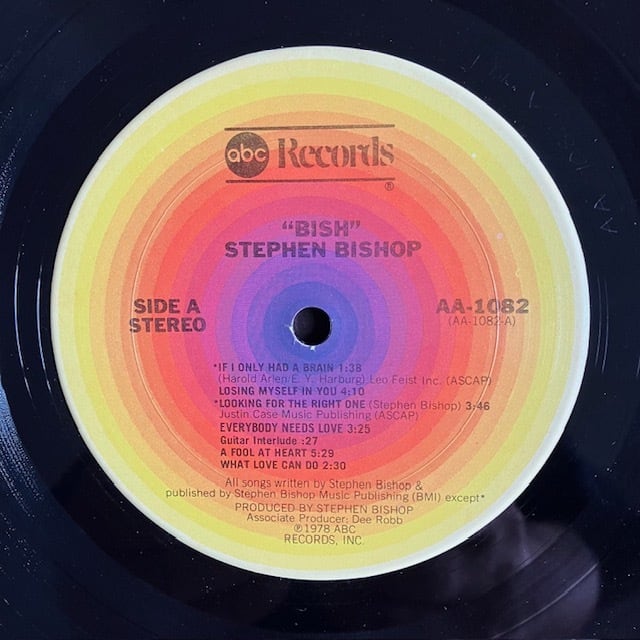 abc Records
®
"BISH"
STEPHEN BISHOP
SIDE A
STEREO
AA-1082
(AA-1082-A)
*IF I ONLY HAD A BRAIN 1:38
(Harold Arlen/E. Y. Harburg) Leo Feist Inc. (ASCAP)
LOSING MYSELF IN YOU 4:10
*LOOKING FOR THE RIGHT ONE (Stephen Bishop) 3:46
Justin Case Music Publishing (ASCAP)
EVERYBODY NEEDS LOVE 3:25
Guitar Interlude :27
A FOOL AT HEART 5:29
WHAT LOVE CAN DO 2:30
All songs written by Stephen Bishop &
published by Stephen Bishop Music Publishing (BMI) except*
PRODUCED BY STEPHEN BISHOP
Associate Producer: Dee Robb
℗1978 ABC
RECORDS, INC.